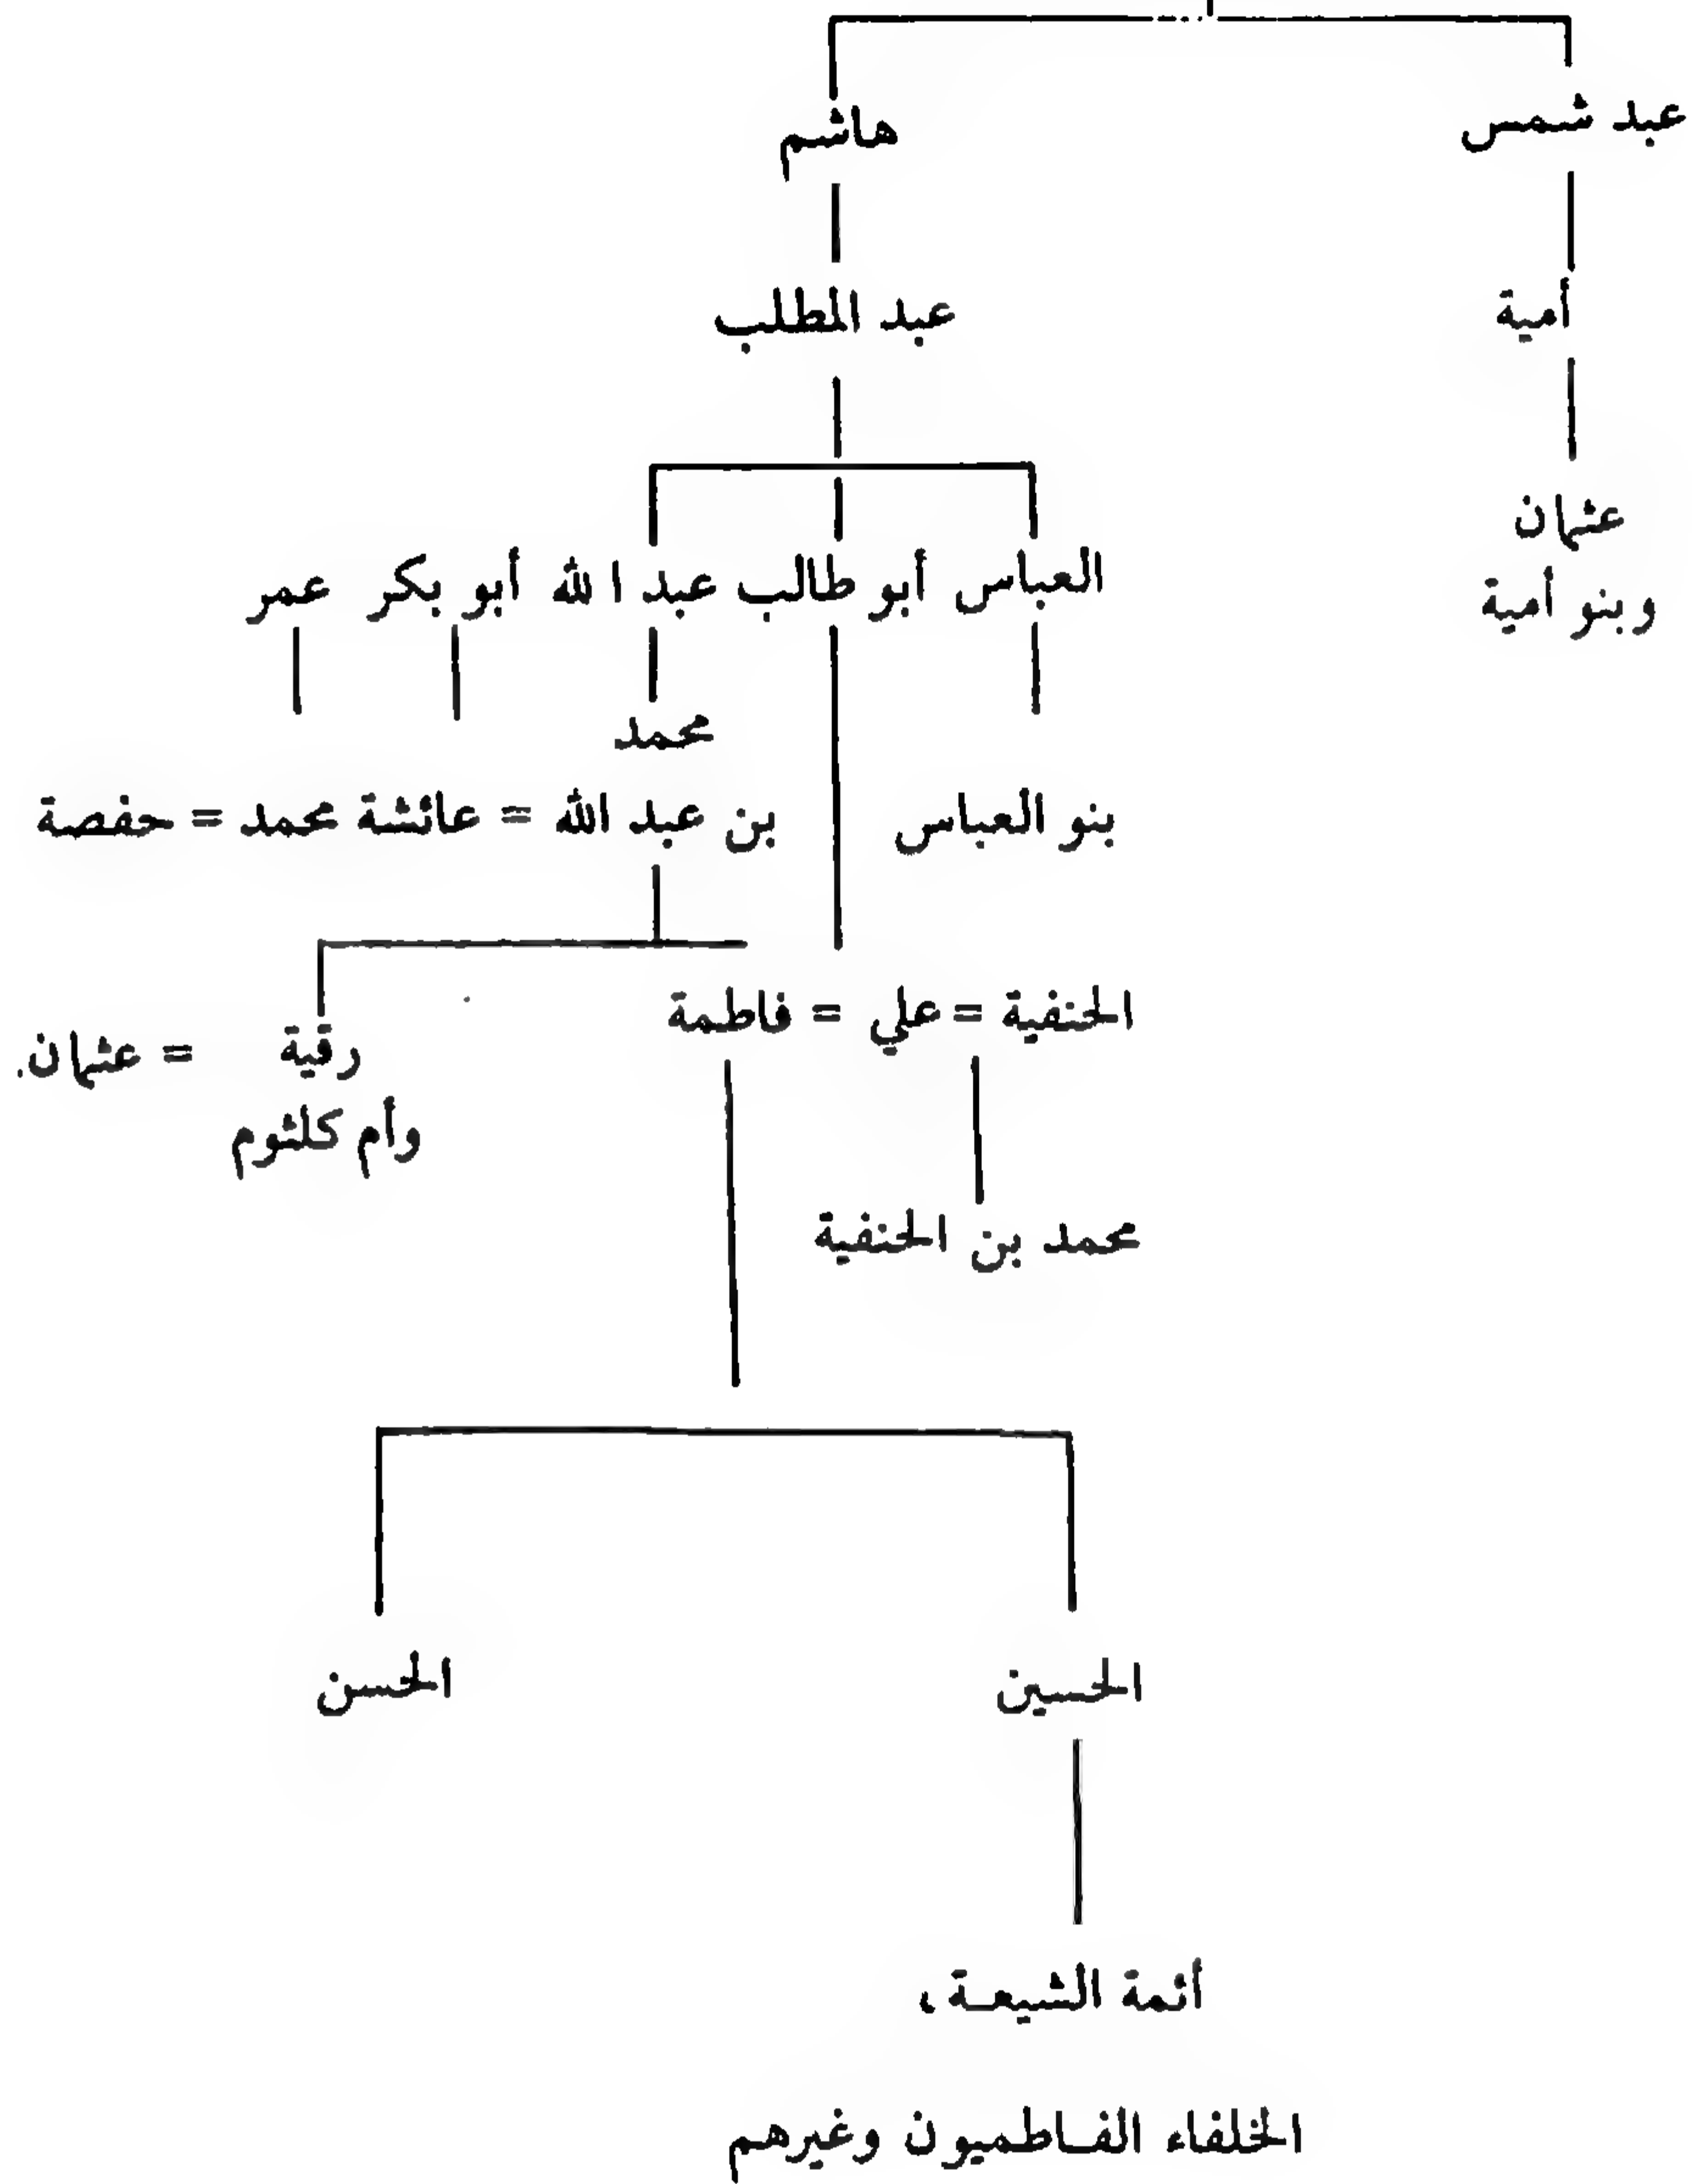 عبد شمس هاشم
أمية عبد المطلب
عثمان
وبنو أمية
العباس أبو طالب عبد الله أبو بكر عمر
محمد
بنو العباس بن عبد الله = عائشة محمد = حفصة
الحنفية = علي = فاطمة
رقية = عثمان.
وأم كلثوم
محمد بن الحنفية
الحسين الحسن
أئمة الشيعة،
الخلفاء الفاطميون وغيرهم